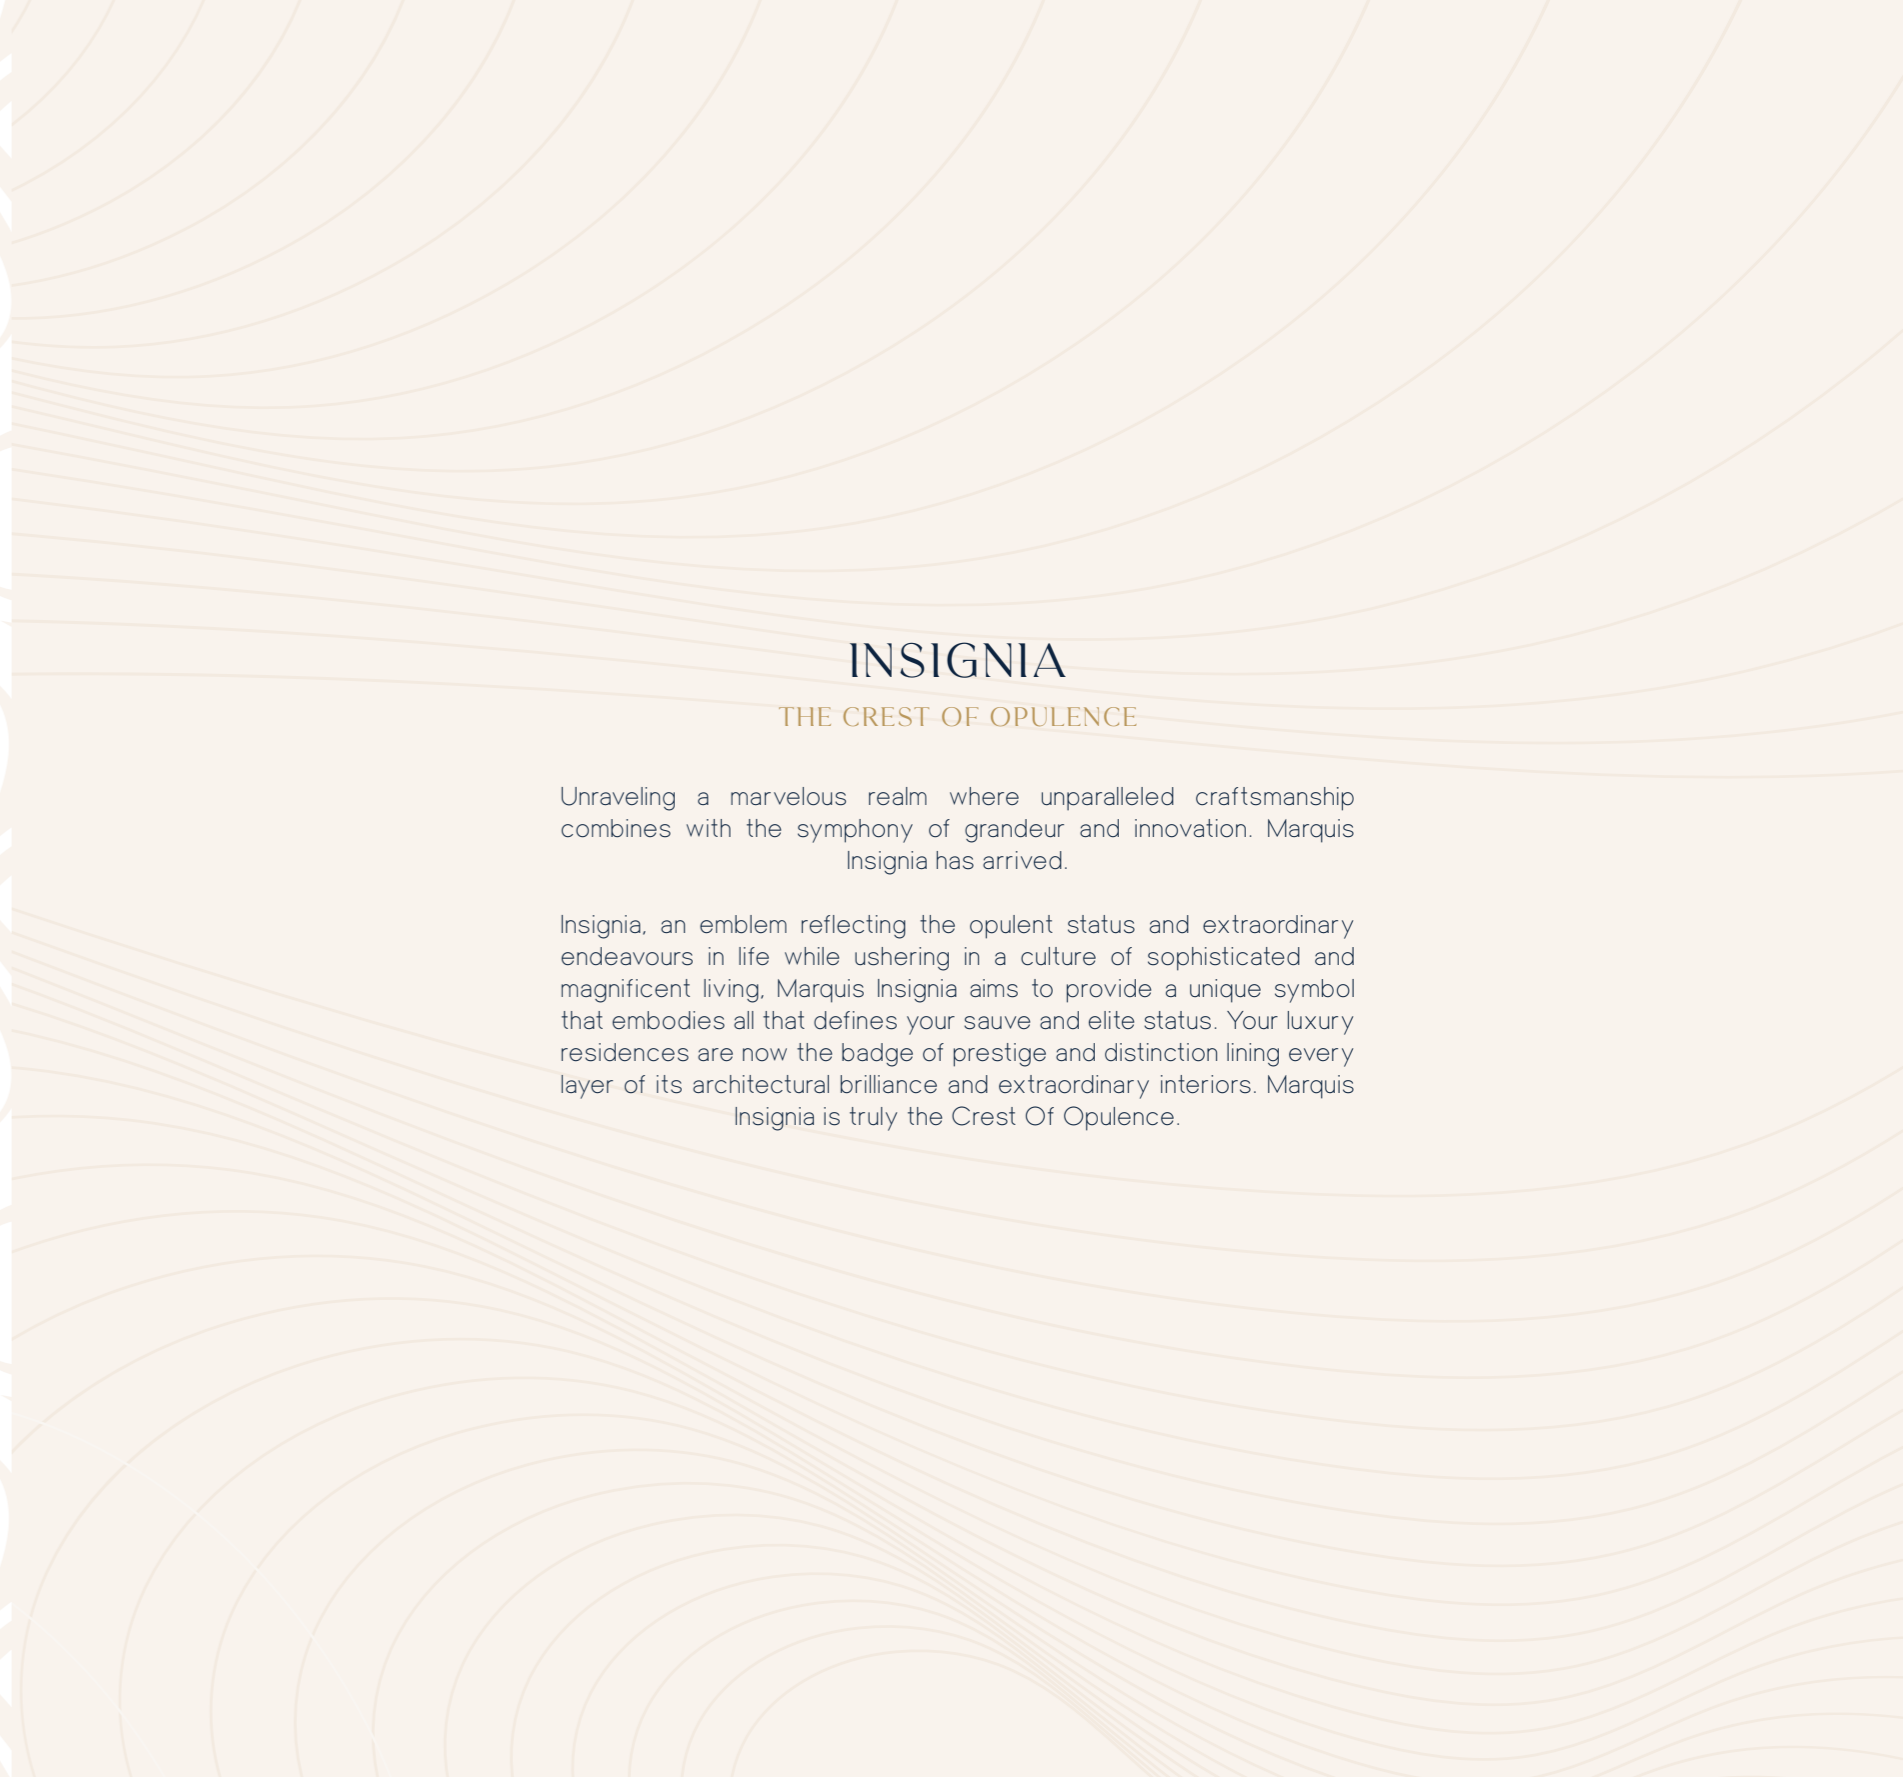 INSIGNIA
THE CREST OF OPULENCE
Unraveling a marvelous realm where unparalleled craftsmanship
combines with the symphony of grandeur and innovation. Marquis
Insignia has arrived.
Insignia, an emblem reflecting the opulent status and extraordinary
endeavours in life while ushering in a culture of sophisticated and
magnificent living, Marquis Insignia aims to provide a unique symbol
that embodies all that defines your sauve and elite status. Your luxury
residences are now the badge of prestige and distinction lining every
layer of its architectural brilliance and extraordinary interiors. Marquis
Insignia is truly the Crest Of Opulence.